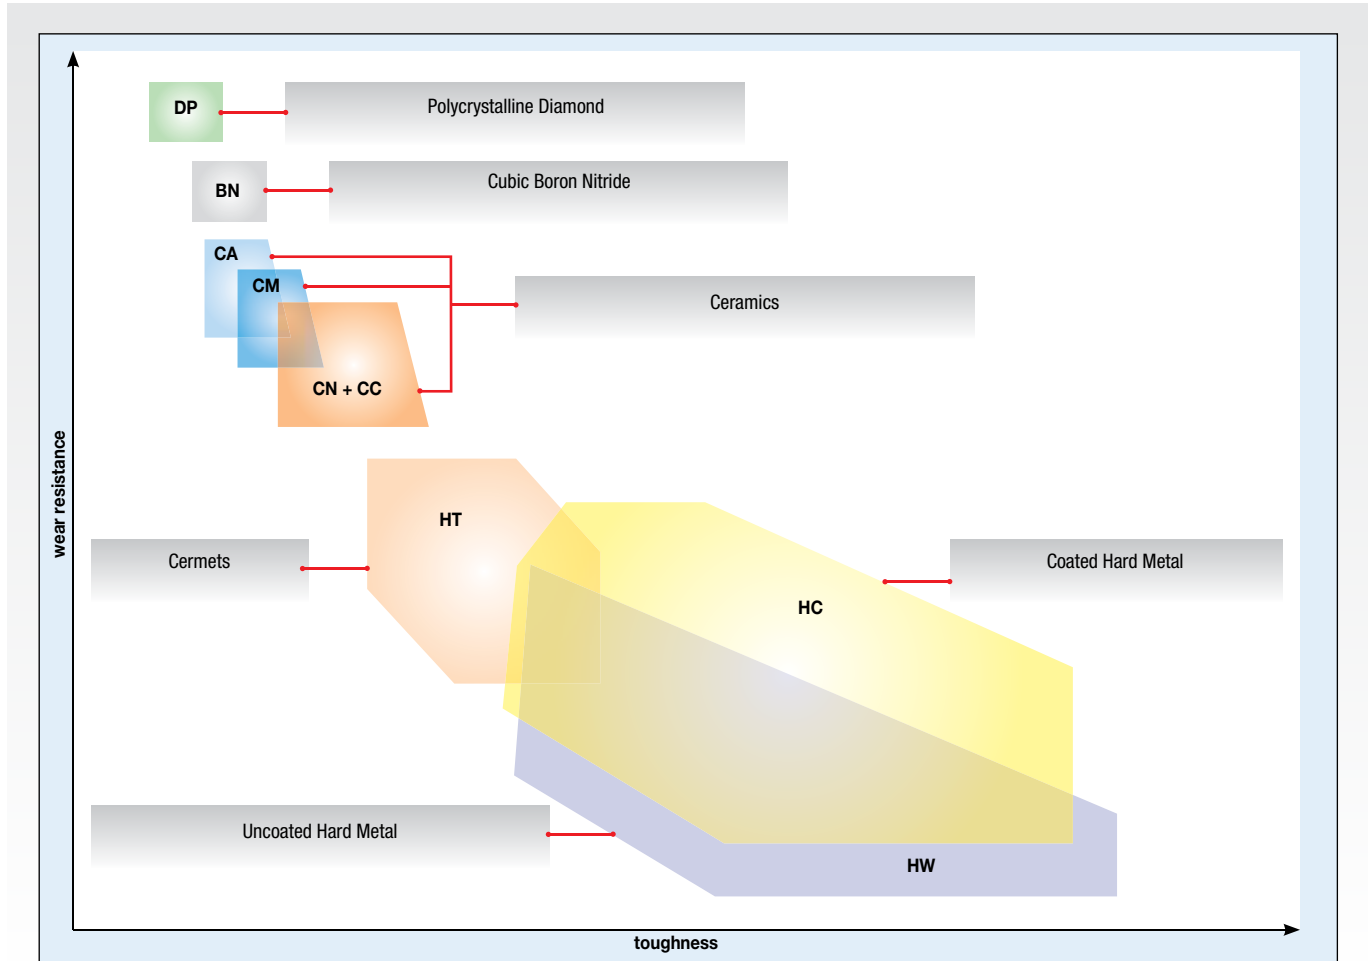 DP
Polycrystalline Diamond
BN
Cubic Boron Nitride
CA
CM
Ceramics
CN + CC
wear resistance
HT
Cermets
Coated Hard Metal
HC
Uncoated Hard Metal
HW
toughness